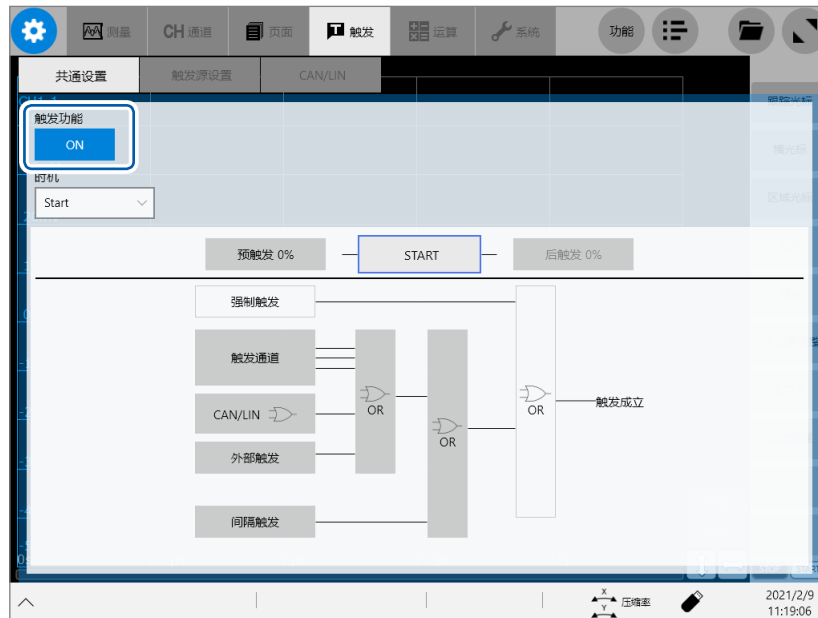 测量
CH 通道
页面
触发
运算
系统
功能
共通设置
触发源设置
CAN/LIN
触发功能
ON
时机
Start
预触发 0%
START
后触发 0%
强制触发
触发通道
CAN/LIN
外部触发
间隔触发
OR
OR
OR
触发成立
压缩率
X
Y
2021/2/9
11:19:06